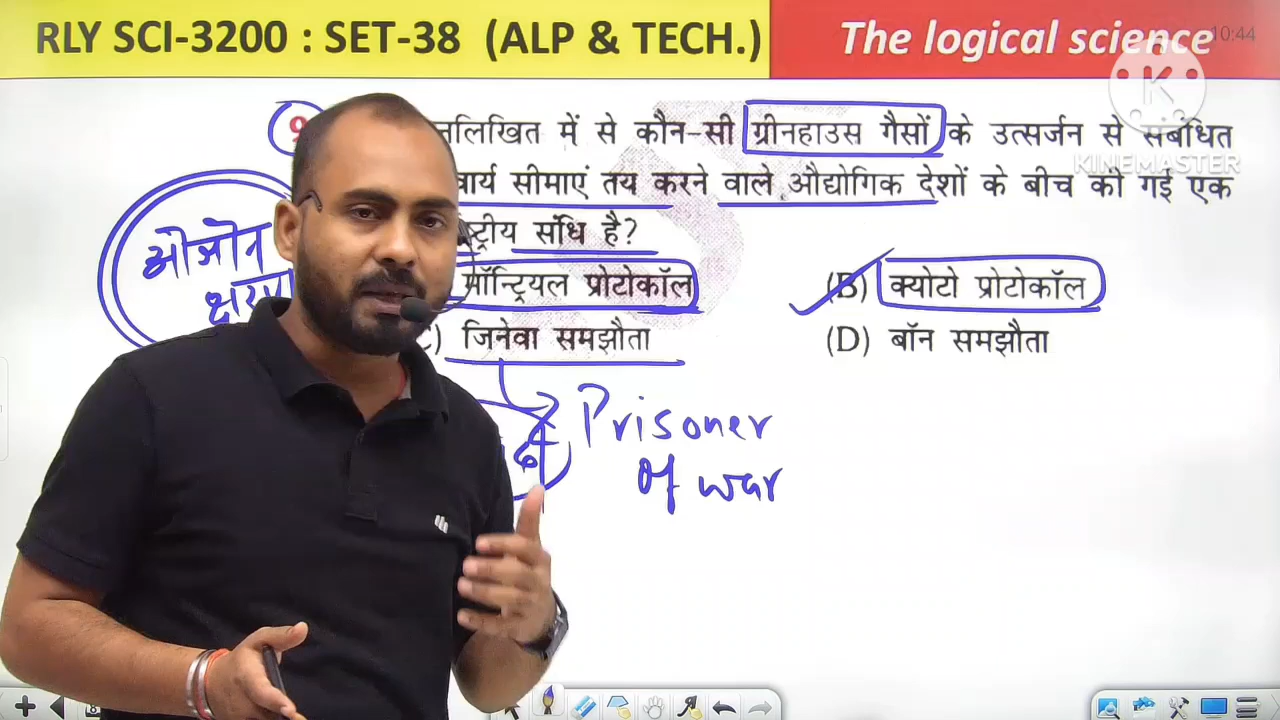 RLY SCI-3200 : SET-38 (ALP & TECH.)
The logical science
10:44
KINEMASTER
में से कौन-सी ग्रीनहाउस गैसों के उत्सर्जन से संबंधित
सीमाएं तय करने वाले औद्योगिक देशों के बीच की गई एक
संधि है?
मॉन्ट्रियल प्रोटोकॉल
(B) क्योटो प्रोटोकॉल
जिनेवा समझौता
(D) बॉन समझौता
ओजोन
क्षरण
Prisoner
of war